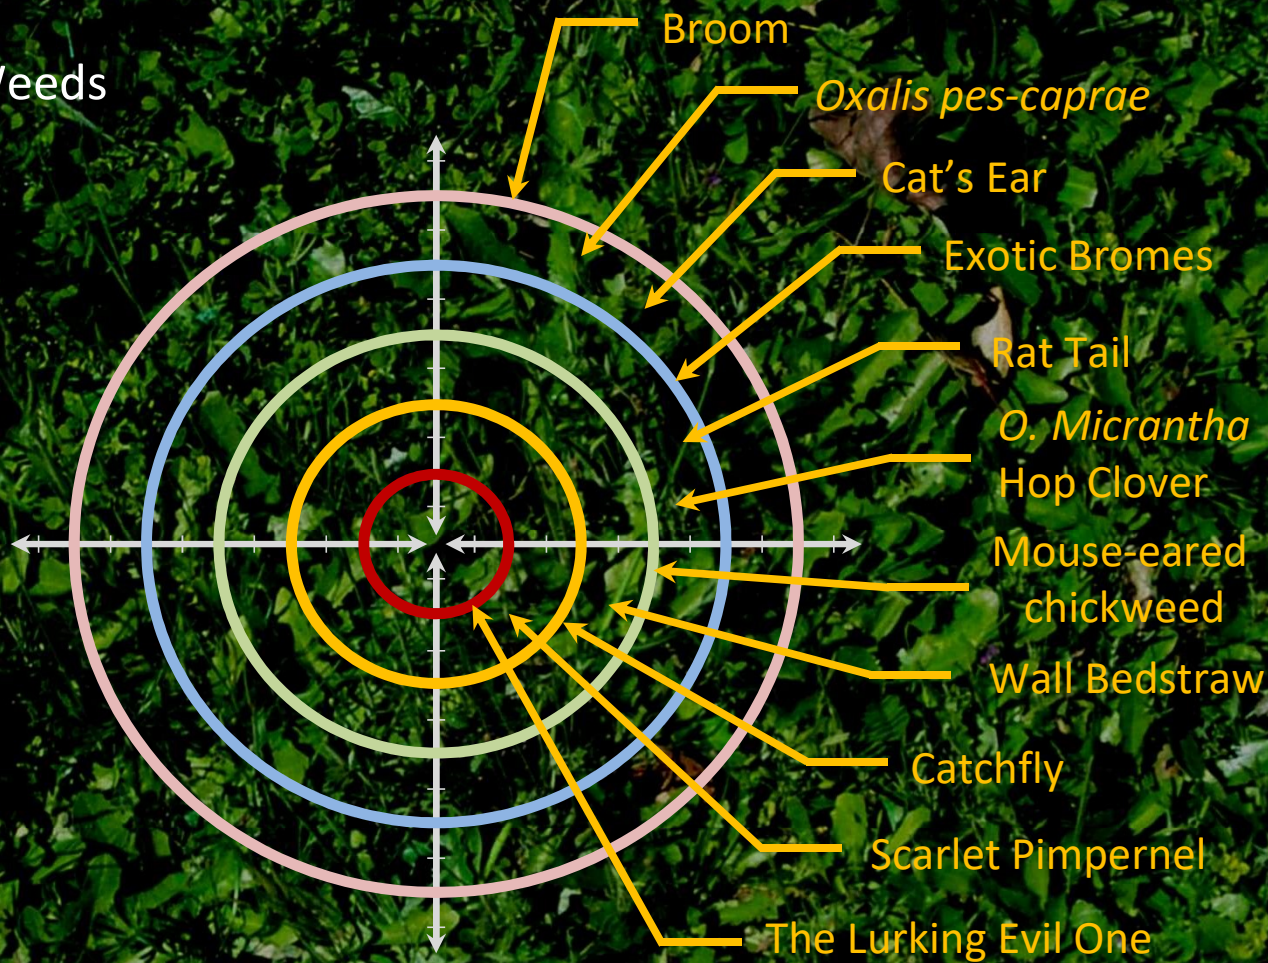 Weeds
Broom
Oxalis pes-caprae
Cat's Ear
Exotic Bromes
Rat Tail
O. Micrantha
Hop Clover
Mouse-eared
chickweed
Wall Bedstraw
Catchfly
Scarlet Pimpernel
The Lurking Evil One